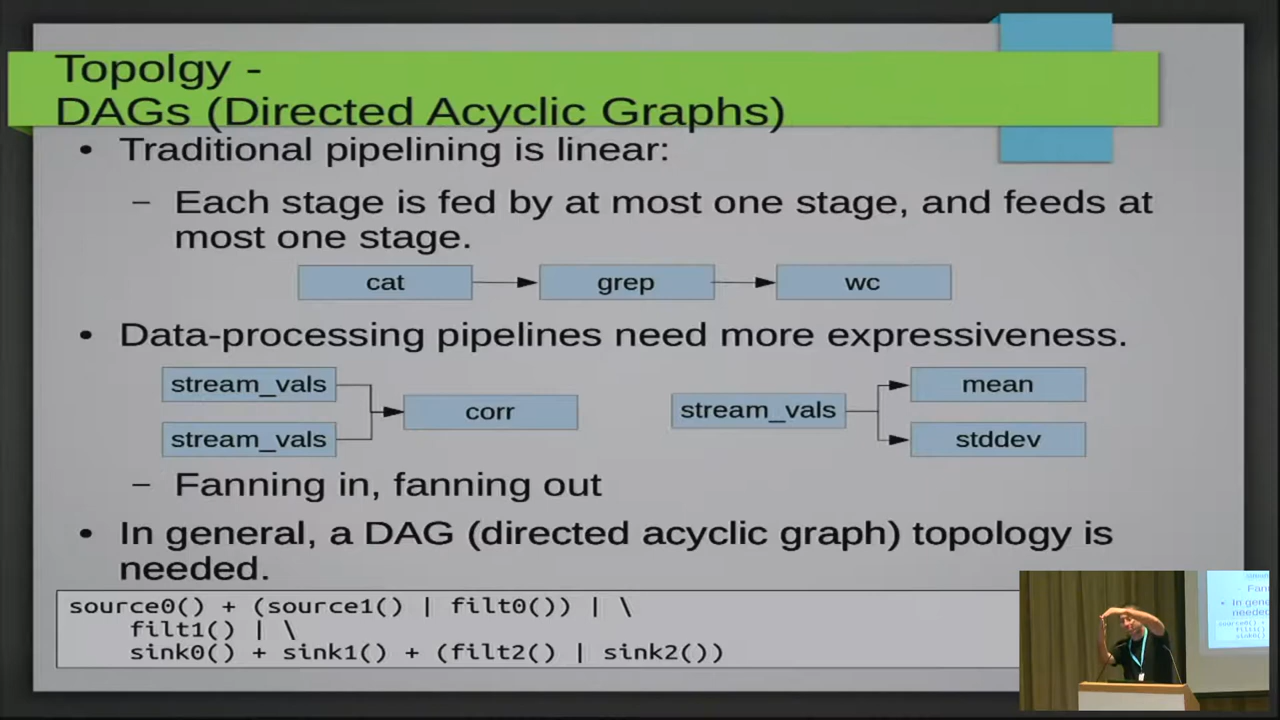 Topolgy -
DAGs (Directed Acyclic Graphs)
• Traditional pipelining is linear:
– Each stage is fed by at most one stage, and feeds at
most one stage.
cat grep wc
• Data-processing pipelines need more expressiveness.
stream_vals
stream_vals
corr
stream_vals
mean
stddev
– Fanning in, fanning out
• In general, a DAG (directed acyclic graph) topology is
needed.
source0() + (source1() | filt0()) | \
filt1() | \
sink0() + sink1() + (filt2() | sink2())